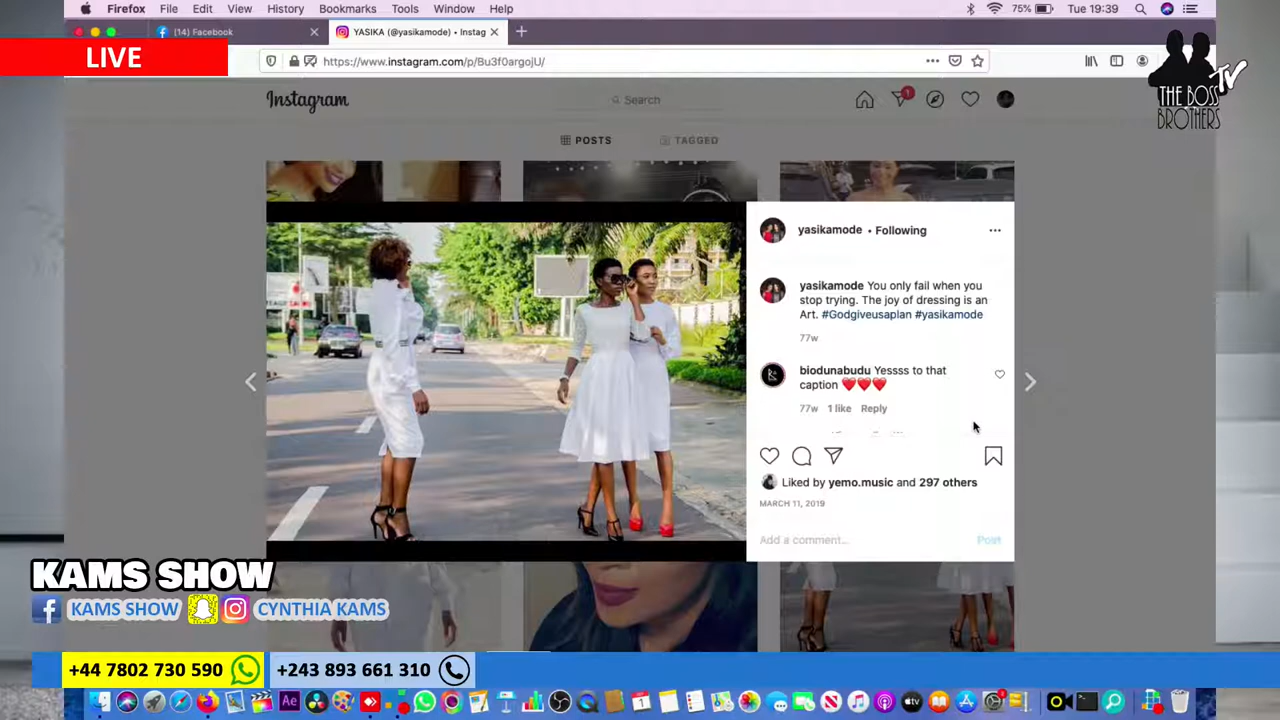 Firefox File Edit View History Bookmarks Tools Window Help
75% Tue 19:39
(14) Facebook
YASIKA (@yasikamode) • Instag
LIVE
https://www.instagram.com/p/Bu3f0argojU/
THE BOSS
BROTHERS
TV
Instagram
Search
1
POSTS
TAGGED
yasikamode • Following
yasikamode You only fail when you
stop trying. The joy of dressing is an
Art. #Godgiveusaplan #yasikamode
77w
biodunabudu Yessss to that
caption ❤️❤️❤️
77w 1 like Reply
Liked by yemo.music and 297 others
MARCH 11, 2019
Add a comment...
Post
KAMS SHOW
KAMS SHOW
CYNTHIA KAMS
+44 7802 730 590
+243 893 661 310